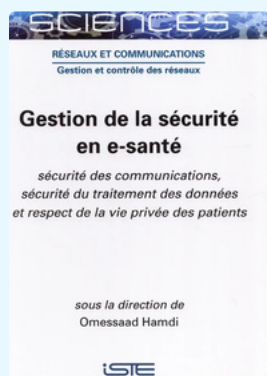 SCIENCES
RÉSEAUX ET COMMUNICATIONS
Gestion et contrôle des réseaux
Gestion de la sécurité
en e-santé
sécurité des communications,
sécurité du traitement des données
et respect de la vie privée des patients
sous la direction de
Omessaad Hamdi
iSTE